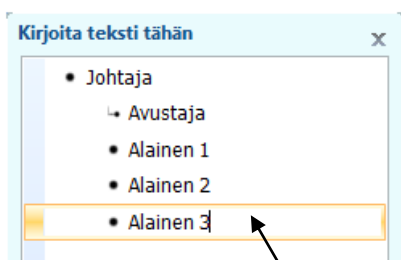 Kirjoita teksti tähän
Johtaja
Avustaja
Alainen 1
Alainen 2
Alainen 3